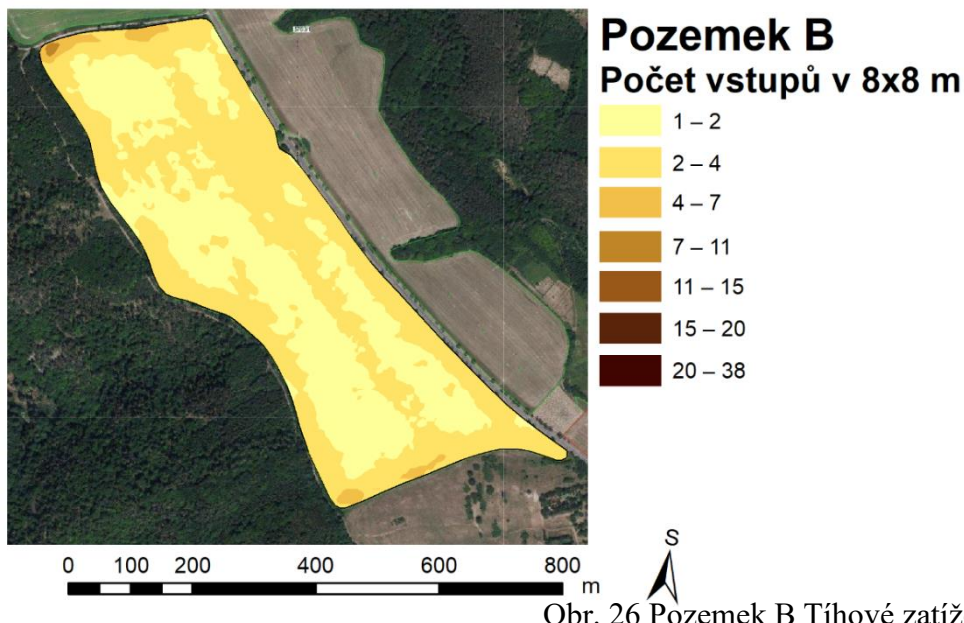 Pozemek B
Počet vstupů v 8x8 m
1 – 2
2 – 4
4 – 7
7 – 11
11 – 15
15 – 20
20 – 38
0 100 200 400 600 800
m
S
Obr. 26 Pozemek B Tíhové zatíž